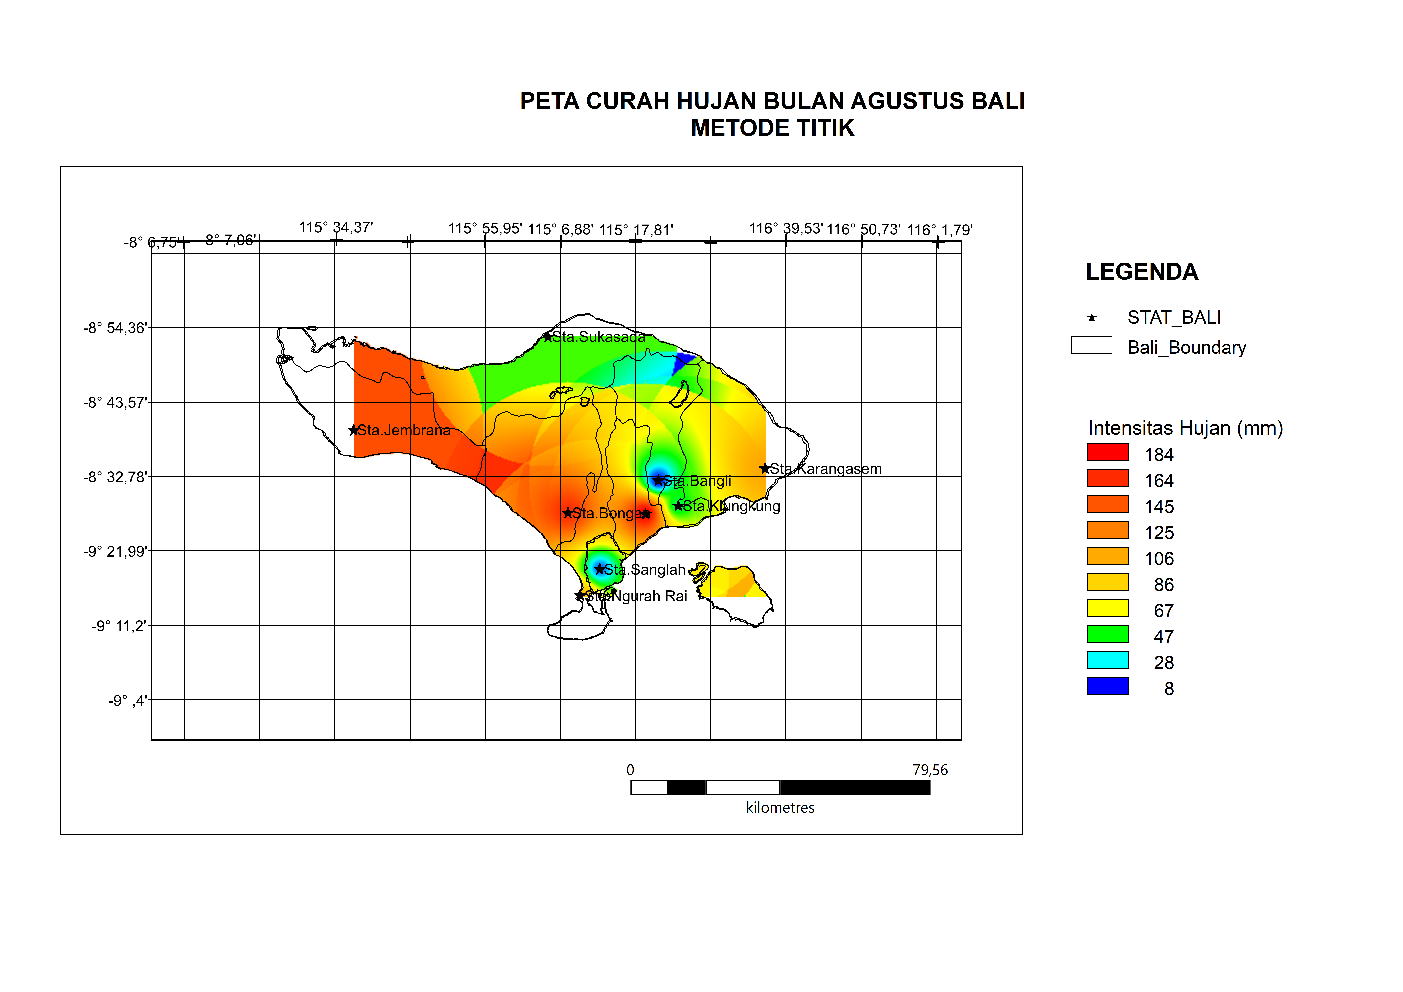 PETA CURAH HUJAN BULAN AGUSTUS BALI
METODE TITIK
-8° 6,75'
8° 7,06'
115° 34,37'
115° 55,95'
115° 6,88'
115° 17,81'
116° 39,53'
116° 50,73'
116° 1,79'
-8° 54,36'
-8° 43,57'
-8° 32,78'
-9° 21,99'
-9° 11,2'
-9° ,4'
Sta.Sukasada
Sta.Jembrana
Sta.Karangasem
Sta.Bangli
Sta.Klungkung
Sta.Bonga
Sta.Sanglah
Sta.Ngurah Rai
0
79,56
kilometres
LEGENDA
STAT_BALI
Bali_Boundary
Intensitas Hujan (mm)
184
164
145
125
106
86
67
47
28
8